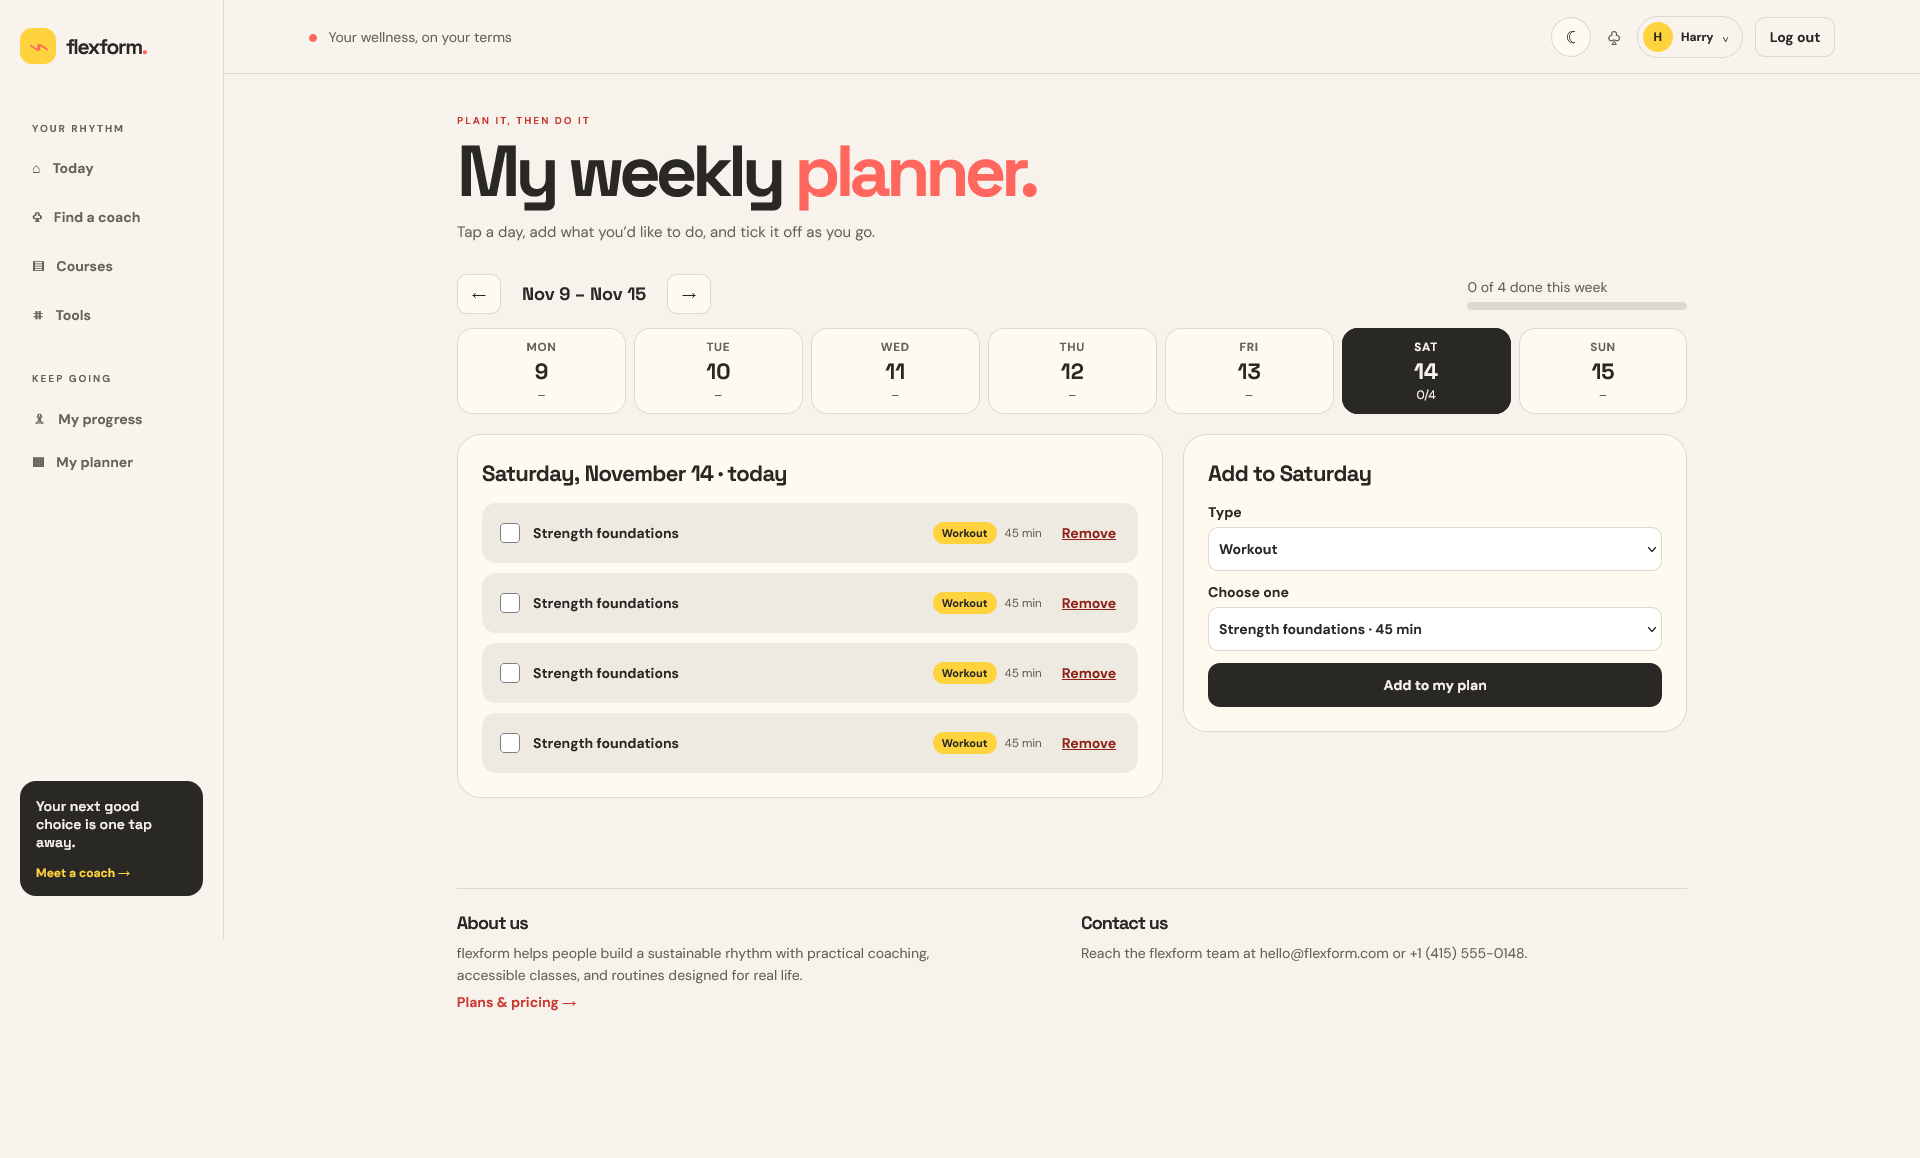 flexform.
YOUR RHYTHM
Today
Find a coach
Courses
Tools
KEEP GOING
My progress
My planner
Your next good
choice is one tap
away.
Meet a coach →
Your wellness, on your terms
H Harry
Log out
PLAN IT, THEN DO IT
My weekly planner.
Tap a day, add what you'd like to do, and tick it off as you go.
← Nov 9 – Nov 15 →
0 of 4 done this week
MON
9
–
TUE
10
–
WED
11
–
THU
12
–
FRI
13
–
SAT
14
0/4
SUN
15
–
Saturday, November 14 · today
Strength foundations Workout 45 min Remove
Strength foundations Workout 45 min Remove
Strength foundations Workout 45 min Remove
Strength foundations Workout 45 min Remove
Add to Saturday
Type
Workout
Choose one
Strength foundations · 45 min
Add to my plan
About us
flexform helps people build a sustainable rhythm with practical coaching,
accessible classes, and routines designed for real life.
Plans & pricing →
Contact us
Reach the flexform team at hello@flexform.com or +1 (415) 555-0148.